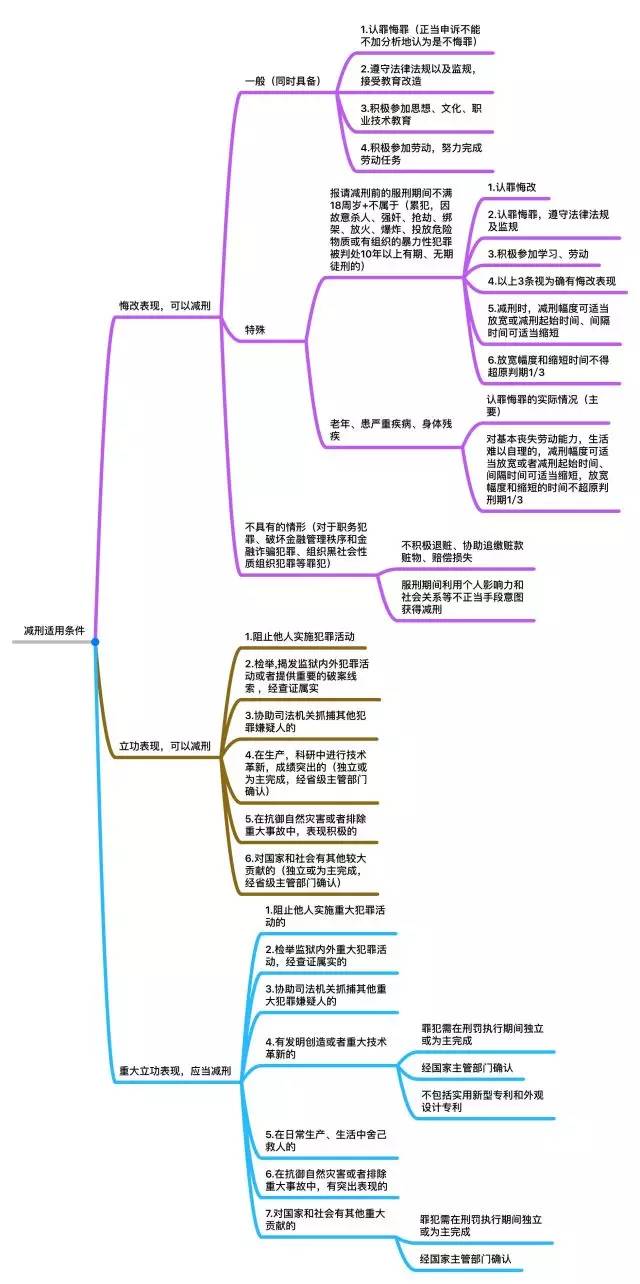 减刑适用条件
悔改表现，可以减刑
一般（同时具备）
1.认罪悔罪（正当申诉不能
不加分析地认为是不悔罪）
2.遵守法律法规以及监规，
接受教育改造
3.积极参加思想、文化、职
业技术教育
4.积极参加劳动，努力完成
劳动任务
特殊
报请减刑前的服刑期间不满
18周岁+不属于（累犯，因
故意杀人、强奸、抢劫、绑
架、放火、爆炸、投放危险
物质或有组织的暴力性犯罪
被判处10年以上有期、无期
徒刑的）
1.认罪悔改
2.认罪悔罪，遵守法律法规
及监规
3.积极参加学习、劳动
4.以上3条视为确有悔改表现
5.减刑时，减刑幅度可适当
放宽或减刑起始时间、间隔
时间可适当缩短
6.放宽幅度和缩短时间不得
超原判期1/3
老年、患严重疾病、身体残
疾
认罪悔罪的实际情况（主
要）
对基本丧失劳动能力，生活
难以自理的，减刑幅度可适
当放宽或者减刑起始时间、
间隔时间可适当缩短，放宽
幅度和缩短的时间不超原判
刑期1/3
不具有的情形（对于职务犯
罪、破坏金融管理秩序和金
融诈骗犯罪、组织黑社会性
质组织犯罪等罪犯）
不积极退赃、协助追缴赃款
赃物、赔偿损失
服刑期间利用个人影响力和
社会关系等不正当手段意图
获得减刑
立功表现，可以减刑
1.阻止他人实施犯罪活动
2.检举,揭发监狱内外犯罪活
动或者提供重要的破案线
索 ，经查证属实
3.协助司法机关抓捕其他犯
罪嫌疑人的
4.在生产，科研中进行技术
革新，成绩突出的（独立或
为主完成，经省级主管部门
确认）
5.在抗御自然灾害或者排除
重大事故中，表现积极的
6.对国家和社会有其他较大
贡献的（独立或为主完成，
经省级主管部门确认）
重大立功表现，应当减刑
1.阻止他人实施重大犯罪活
动的
2.检举监狱内外重大犯罪活
动，经查证属实的
3.协助司法机关抓捕其他重
大犯罪嫌疑人的
4.有发明创造或者重大技术
革新的
罪犯需在刑罚执行期间独立
或为主完成
经国家主管部门确认
不包括实用新型专利和外观
设计专利
5.在日常生产、生活中舍己
救人的
6.在抗御自然灾害或者排除
重大事故中，有突出表现的
7.对国家和社会有其他重大
贡献的
罪犯需在刑罚执行期间独立
或为主完成
经国家主管部门确认